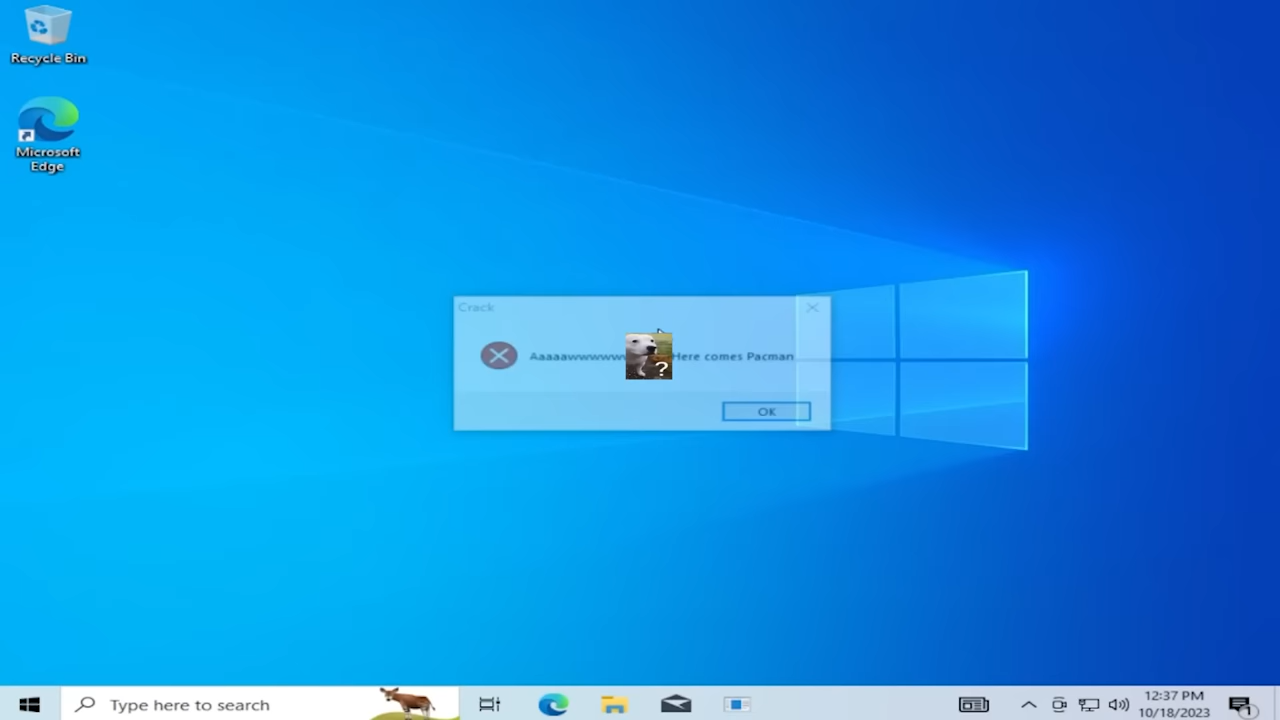 Recycle Bin
Microsoft
Edge
Crack
Here comes Pacman
?
OK
Type here to search
12:37 PM
10/18/2023
1